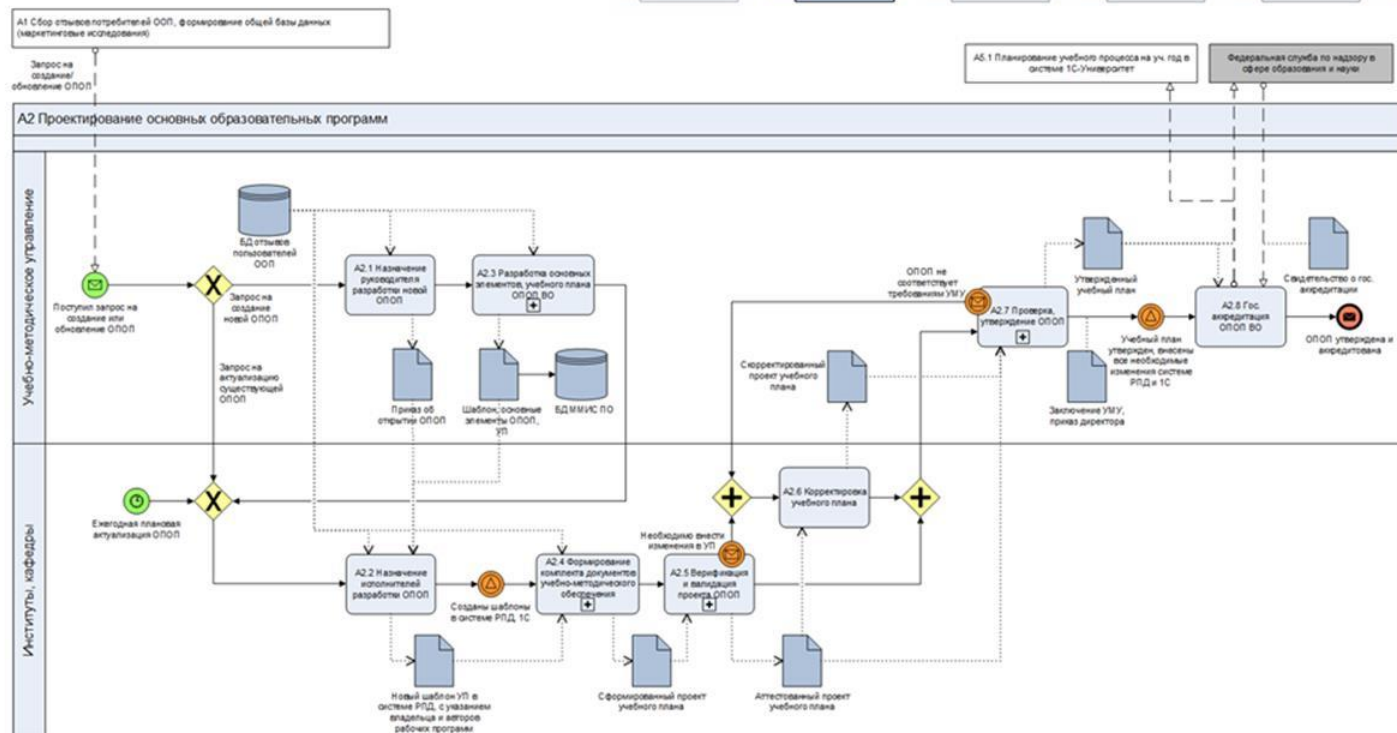 А1 Сбор отзывов потребителей ООП, формирование общей базы данных
(маркетинговые исследования)
Запрос на
создание/
обновление ОПОП
А5.1 Планирование учебного процесса на уч. год в
системе 1С-Университет
Федеральная служба по надзору в
сфере образования и науки
А2 Проектирование основных образовательных программ
Учебно-методическое управление
БД отзывов
пользователей
ООП
Поступил запрос на
создание или
обновление ОПОП
Запрос на
создание
новой ОПОП
Запрос на
актуализацию
существующей
ОПОП
А2.1 Назначение
руководителя
разработки новой
ОПОП
А2.3 Разработка основных
элементов, учебного плана
ОПОП ВО
Приказ об
открытии ОПОП
Шаблон, основные
элементы ОПОП,
УП
БД ММИС ПО
ОПОП не
соответствует
требованиям УМУ
А2.7 Проверка,
утверждение ОПОП
Утвержденный
учебный план
Свидетельство о гос.
аккредитации
А2.8 Гос.
аккредитация
ОПОП ВО
Учебный план
утвержден, внесены
все необходимые
изменения системе
РПД и 1С
ОПОП утверждена и
аккредитована
Скорректированный
проект учебного
плана
Заключение УМУ,
приказ директора
Институты, кафедры
Ежегодная плановая
актуализация ОПОП
А2.2 Назначение
исполнителей
разработки ОПОП
Созданы шаблоны
в системе РПД, 1С
А2.4 Формирование
комплекта документов
учебно-методического
обеспечения
Необходимо внести
изменения в УП
А2.5 Верификация
и валидация
проекта ОПОП
А2.6 Корректировка
учебного плана
Новый шаблон УП в
системе РПД, с указанием
владельца и авторов
рабочих программ
Сформированный проект
учебного плана
Аттестованный проект
учебного плана